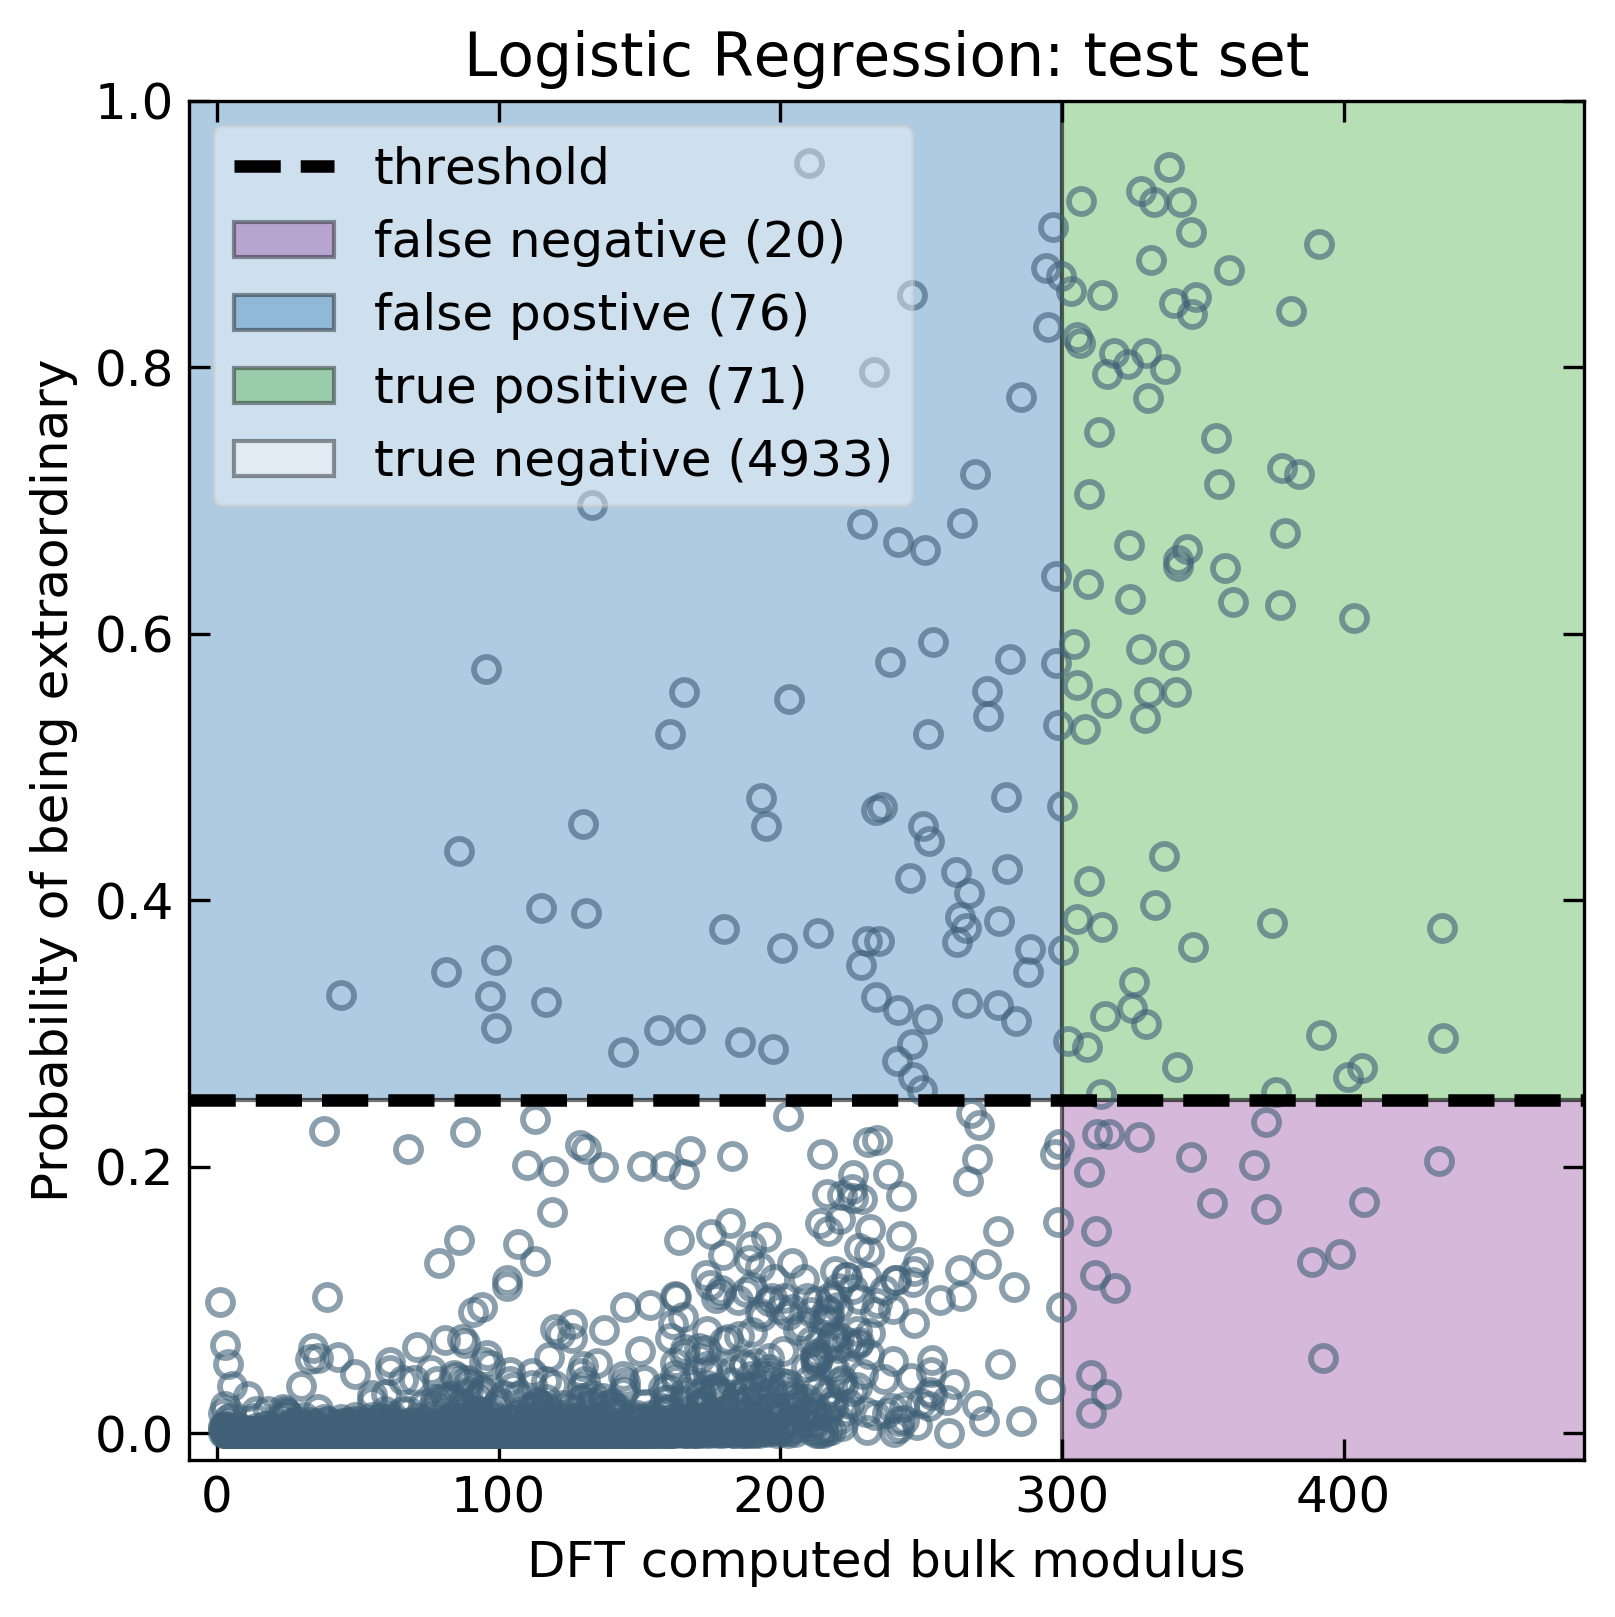 Logistic Regression: test set
1.0
0.8
0.6
0.4
0.2
0.0
Probability of being extraordinary
threshold
false negative (20)
false postive (76)
true positive (71)
true negative (4933)
0
100
200
300
400
DFT computed bulk modulus